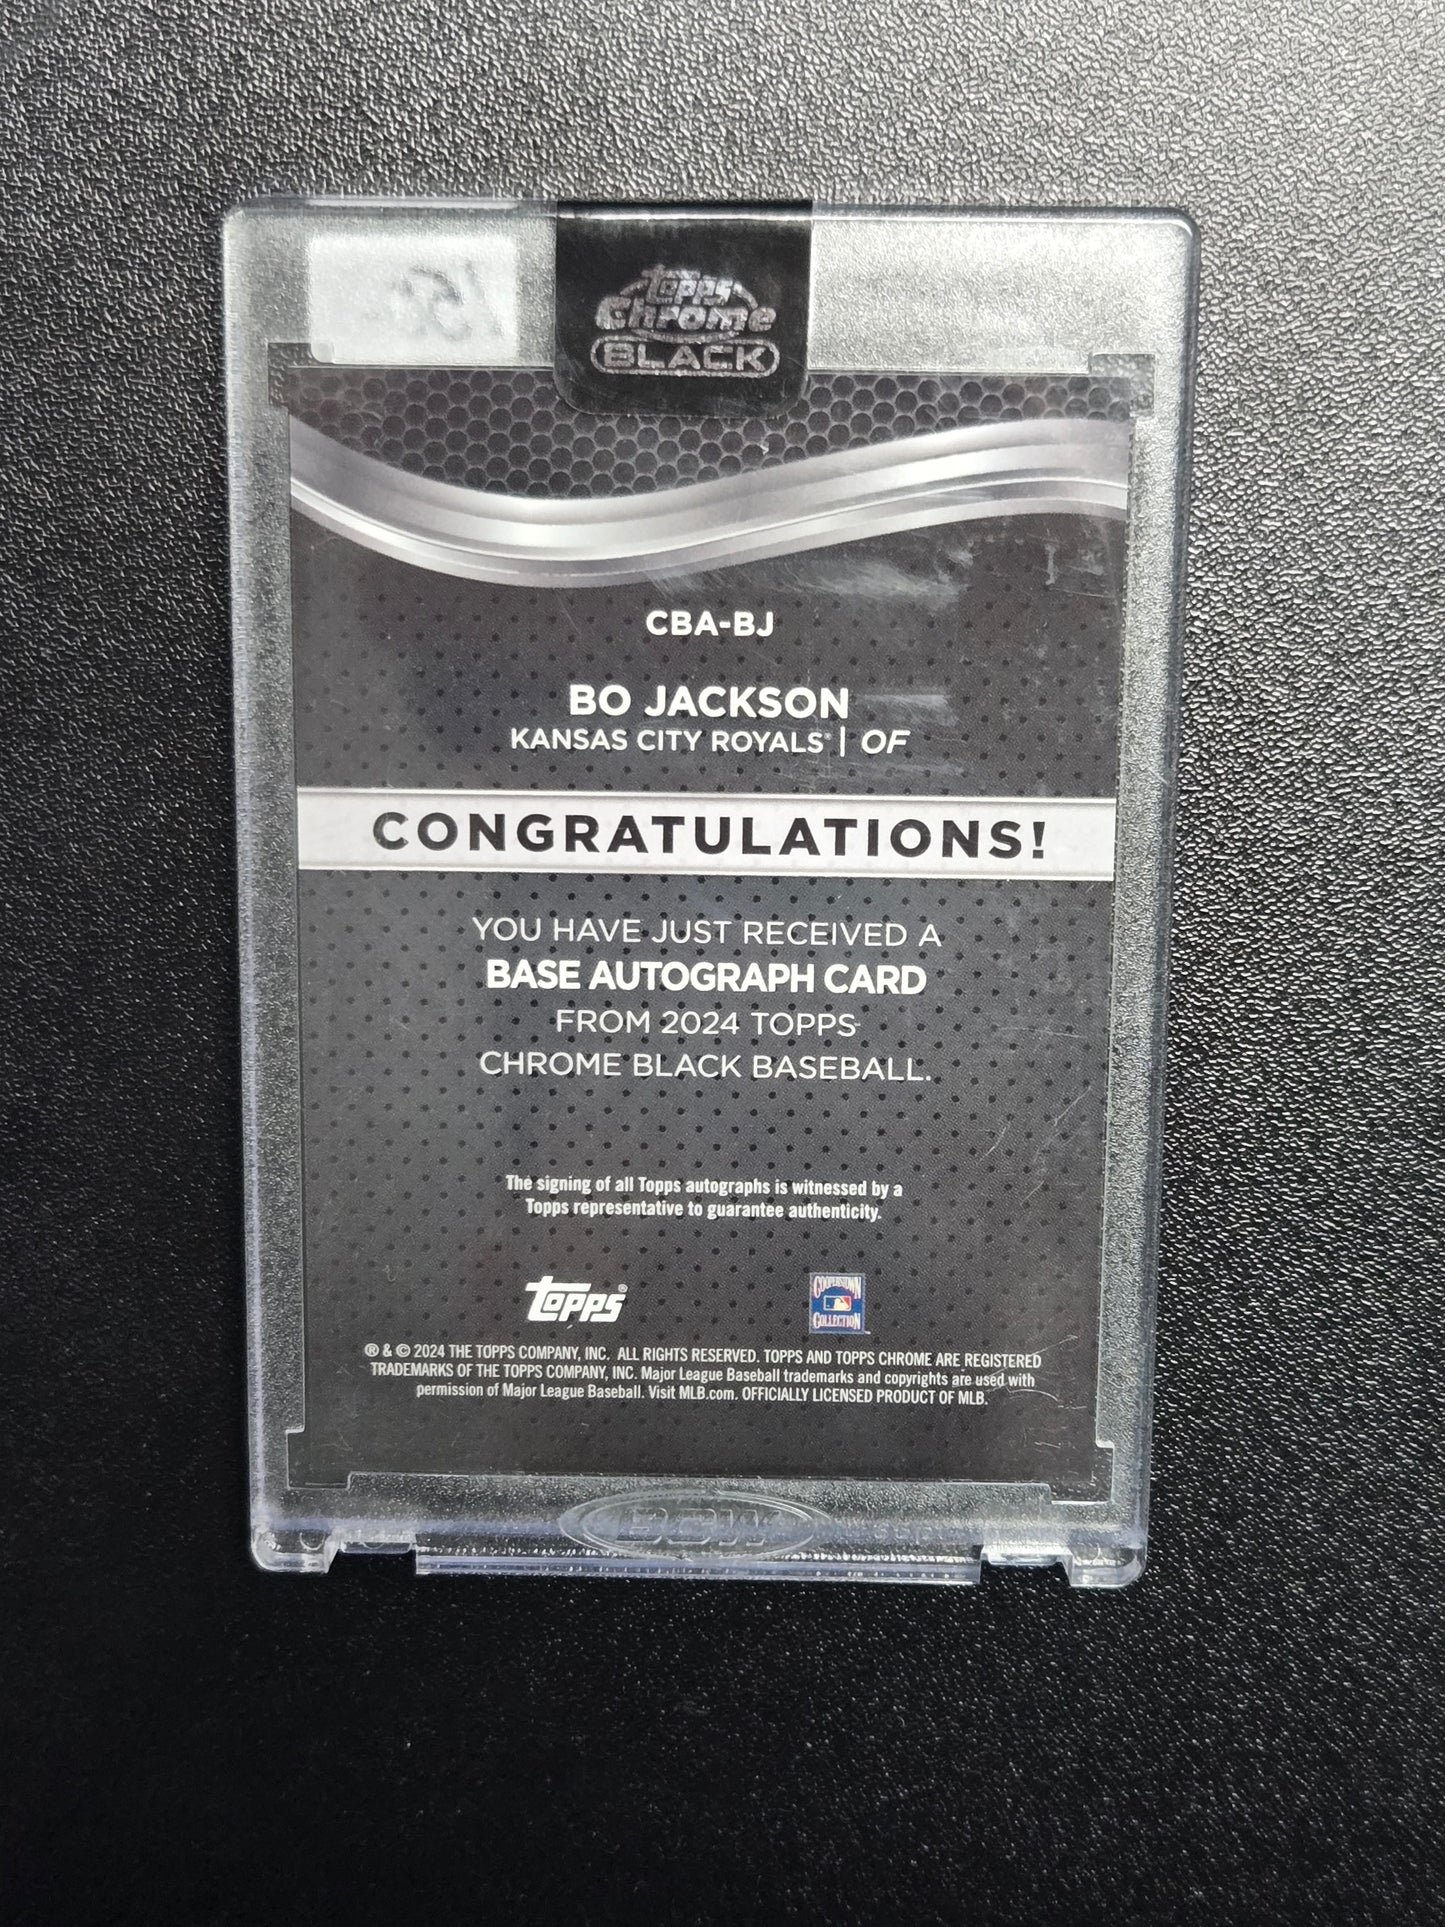 Topps
Chrome
BLACK
CBA-BJ
BO JACKSON
KANSAS CITY ROYALS® | OF
CONGRATULATIONS!
YOU HAVE JUST RECEIVED A
BASE AUTOGRAPH CARD
FROM 2024 TOPPS
CHROME BLACK BASEBALL.
The signing of all Topps autographs is witnessed by a
Topps representative to guarantee authenticity.
Topps®
COOPERSTOWN
COLLECTION
® & © 2024 THE TOPPS COMPANY, INC. ALL RIGHTS RESERVED. TOPPS AND TOPPS CHROME ARE REGISTERED
TRADEMARKS OF THE TOPPS COMPANY, INC. Major League Baseball trademarks and copyrights are used with
permission of Major League Baseball. Visit MLB.com. OFFICIALLY LICENSED PRODUCT OF MLB.